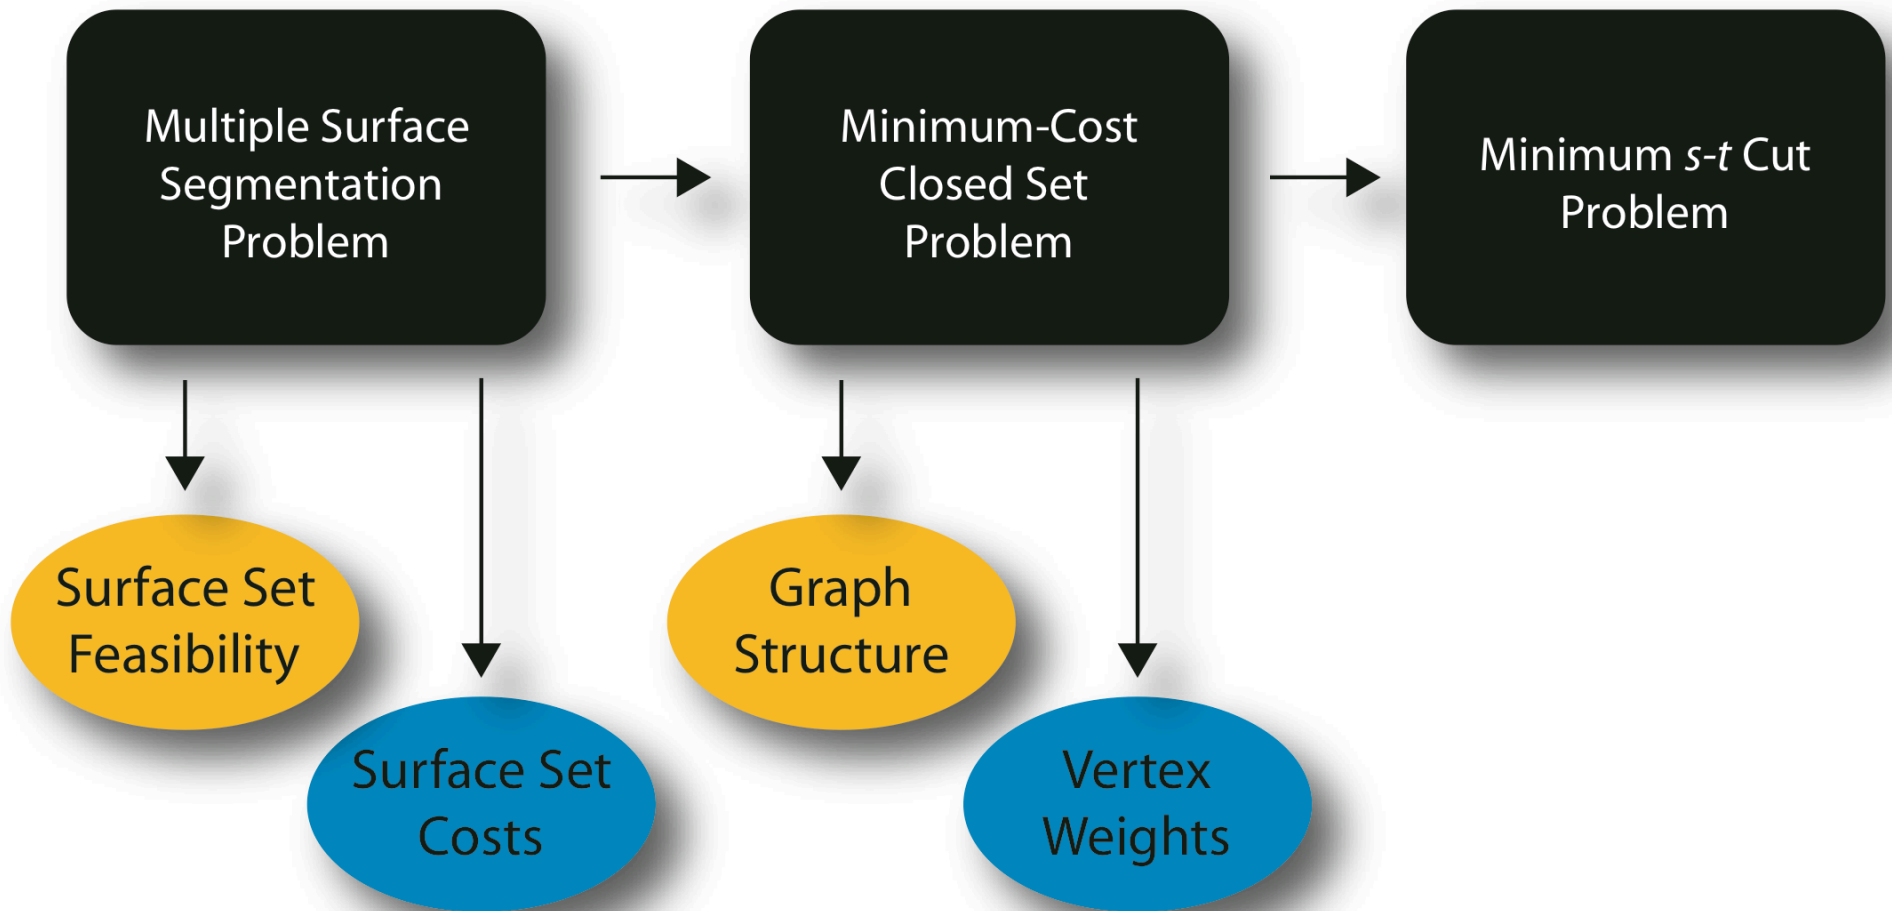 Multiple Surface
Segmentation
Problem
Minimum-Cost
Closed Set
Problem
Minimum s-t Cut
Problem
Surface Set
Feasibility
Surface Set
Costs
Graph
Structure
Vertex
Weights